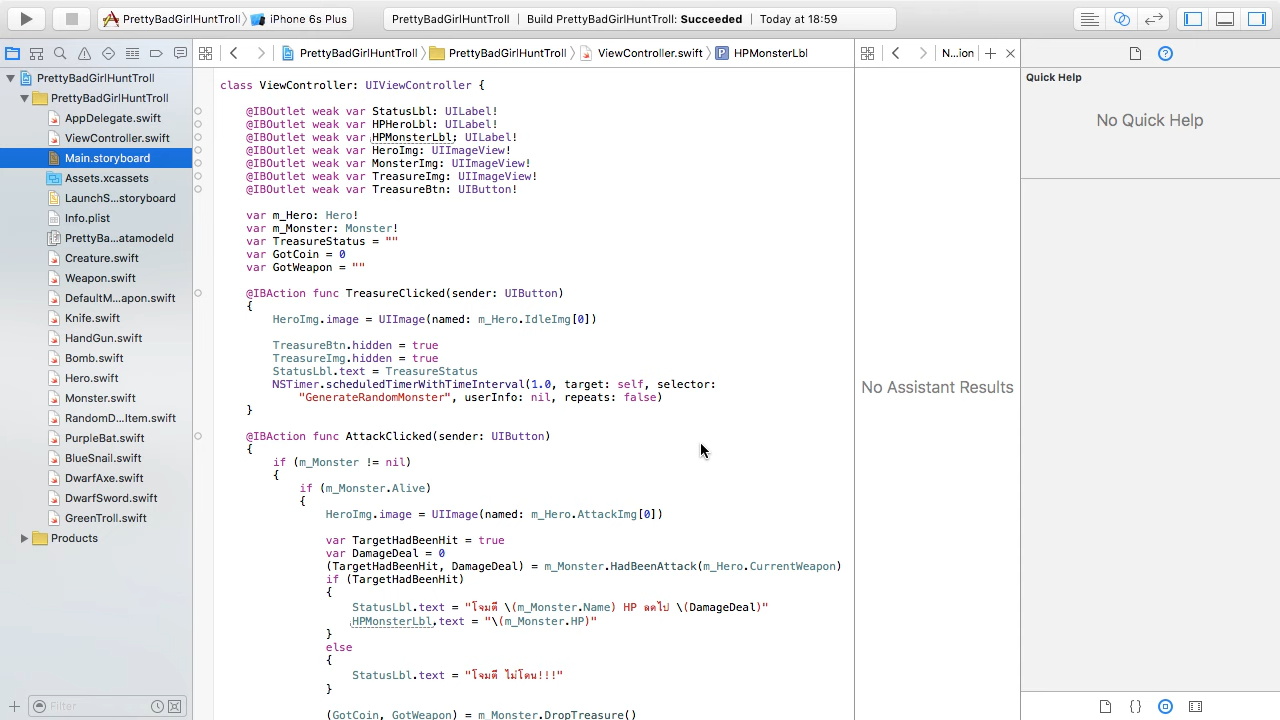 PrettyBadGirlHuntTroll iPhone 6s Plus PrettyBadGirlHuntTroll Build PrettyBadGirlHuntTroll: Succeeded Today at 18:59
PrettyBadGirlHuntTroll PrettyBadGirlHuntTroll ViewController.swift P HPMonsterLbl N...ion
PrettyBadGirlHuntTroll
PrettyBadGirlHuntTroll
AppDelegate.swift
ViewController.swift
Main.storyboard
Assets.xcassets
LaunchS...storyboard
Info.plist
PrettyBa...atamodeld
Creature.swift
Weapon.swift
DefaultM...apon.swift
Knife.swift
HandGun.swift
Bomb.swift
Hero.swift
Monster.swift
RandomD...Item.swift
PurpleBat.swift
BlueSnail.swift
DwarfAxe.swift
DwarfSword.swift
GreenTroll.swift
Products
Filter
class ViewController: UIViewController {
@IBOutlet weak var StatusLbl: UILabel!
@IBOutlet weak var HPHeroLbl: UILabel!
@IBOutlet weak var HPMonsterLbl: UILabel!
@IBOutlet weak var HeroImg: UIImageView!
@IBOutlet weak var MonsterImg: UIImageView!
@IBOutlet weak var TreasureImg: UIImageView!
@IBOutlet weak var TreasureBtn: UIButton!
var m_Hero: Hero!
var m_Monster: Monster!
var TreasureStatus = ""
var GotCoin = 0
var GotWeapon = ""
@IBAction func TreasureClicked(sender: UIButton)
{
HeroImg.image = UIImage(named: m_Hero.IdleImg[0])
TreasureBtn.hidden = true
TreasureImg.hidden = true
StatusLbl.text = TreasureStatus
NSTimer.scheduledTimerWithTimeInterval(1.0, target: self, selector:
"GenerateRandomMonster", userInfo: nil, repeats: false)
}
@IBAction func AttackClicked(sender: UIButton)
{
if (m_Monster != nil)
{
if (m_Monster.Alive)
{
HeroImg.image = UIImage(named: m_Hero.AttackImg[0])
var TargetHadBeenHit = true
var DamageDeal = 0
(TargetHadBeenHit, DamageDeal) = m_Monster.HadBeenAttack(m_Hero.CurrentWeapon)
if (TargetHadBeenHit)
{
StatusLbl.text = "โจมตี \(m_Monster.Name) HP ลดไป \(DamageDeal)"
HPMonsterLbl.text = "\(m_Monster.HP)"
}
else
{
StatusLbl.text = "โจมตี ไม่โดน!!!"
}
(GotCoin, GotWeapon) = m_Monster.DropTreasure()
No Assistant Results
Quick Help
No Quick Help